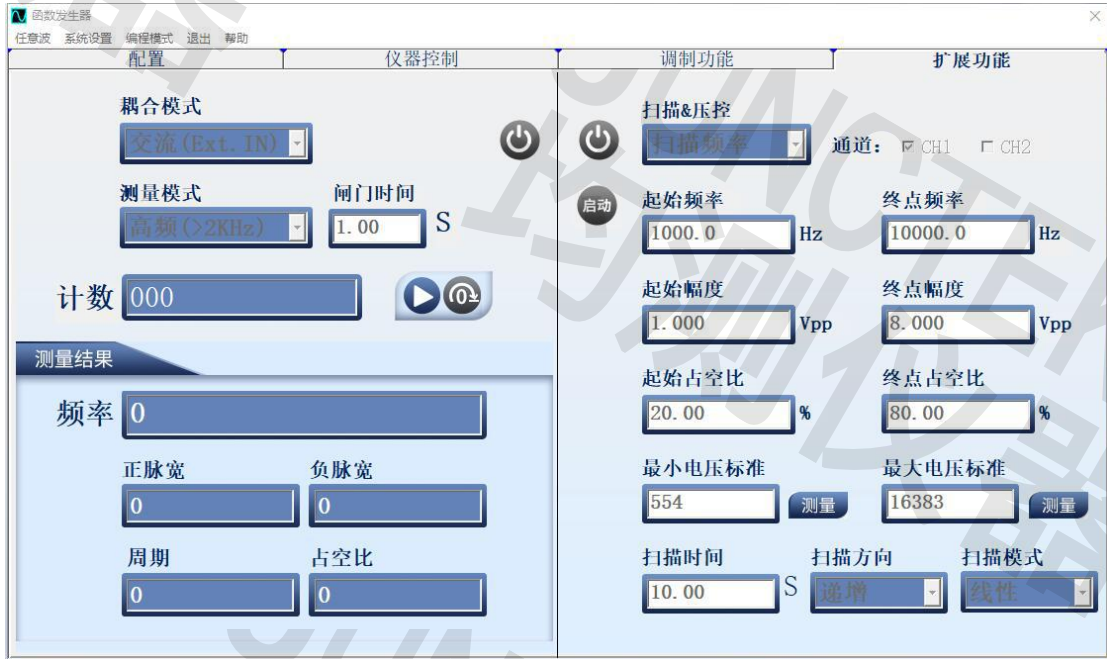 函数发生器
任意波 系统设置 编程模式 退出 帮助
配置 仪器控制 调制功能 扩展功能
耦合模式
交流(Ext. IN)
测量模式 闸门时间
高频(>2KHz) 1.00 S
计数 000
测量结果
频率 0
正脉宽 负脉宽
0 0
周期 占空比
0 0
扫描&压控
扫描频率 通道: CH1 CH2
启动
起始频率 终点频率
1000.0 Hz 10000.0 Hz
起始幅度 终点幅度
1.000 Vpp 8.000 Vpp
起始占空比 终点占空比
20.00 % 80.00 %
最小电压标准 最大电压标准
554 测量 16383 测量
扫描时间 扫描方向 扫描模式
10.00 S 递增 线性
JUNCTEK
均测仪器